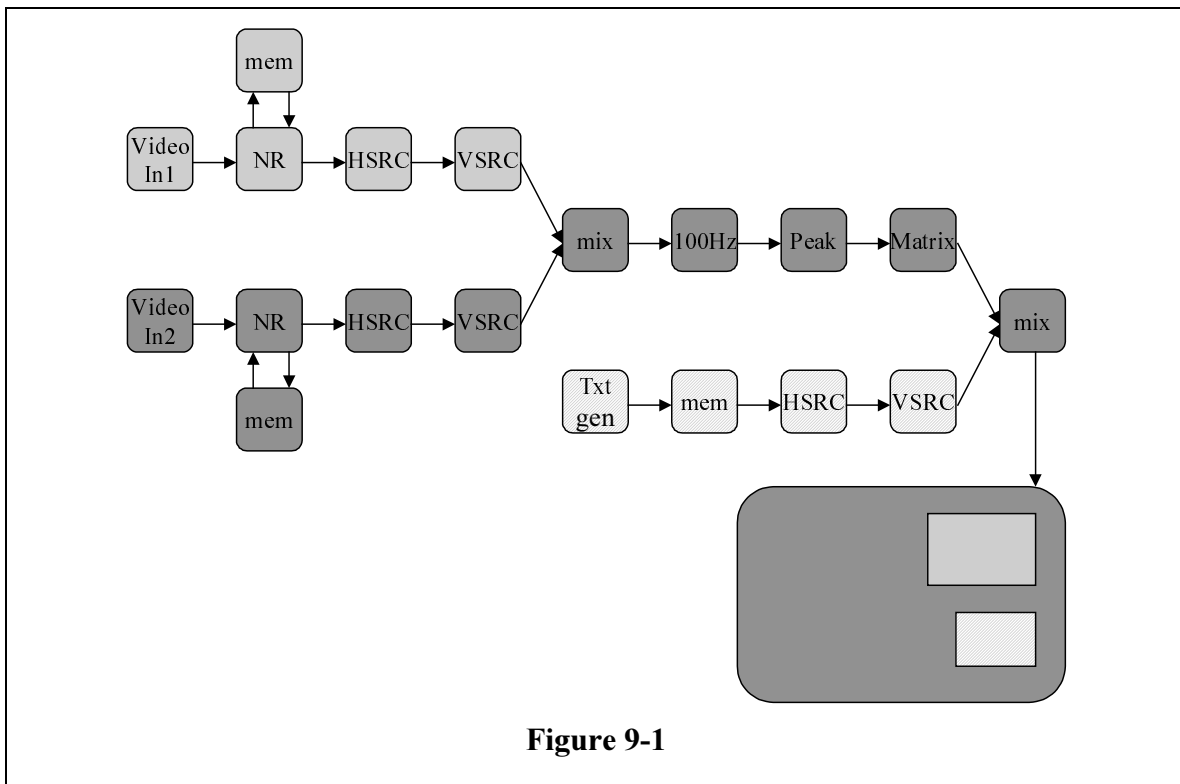 mem
Video
In1
NR
HSRC
VSRC
mix
100Hz
Peak
Matrix
Video
In2
NR
HSRC
VSRC
mix
mem
Txt
gen
mem
HSRC
VSRC
Figure 9-1